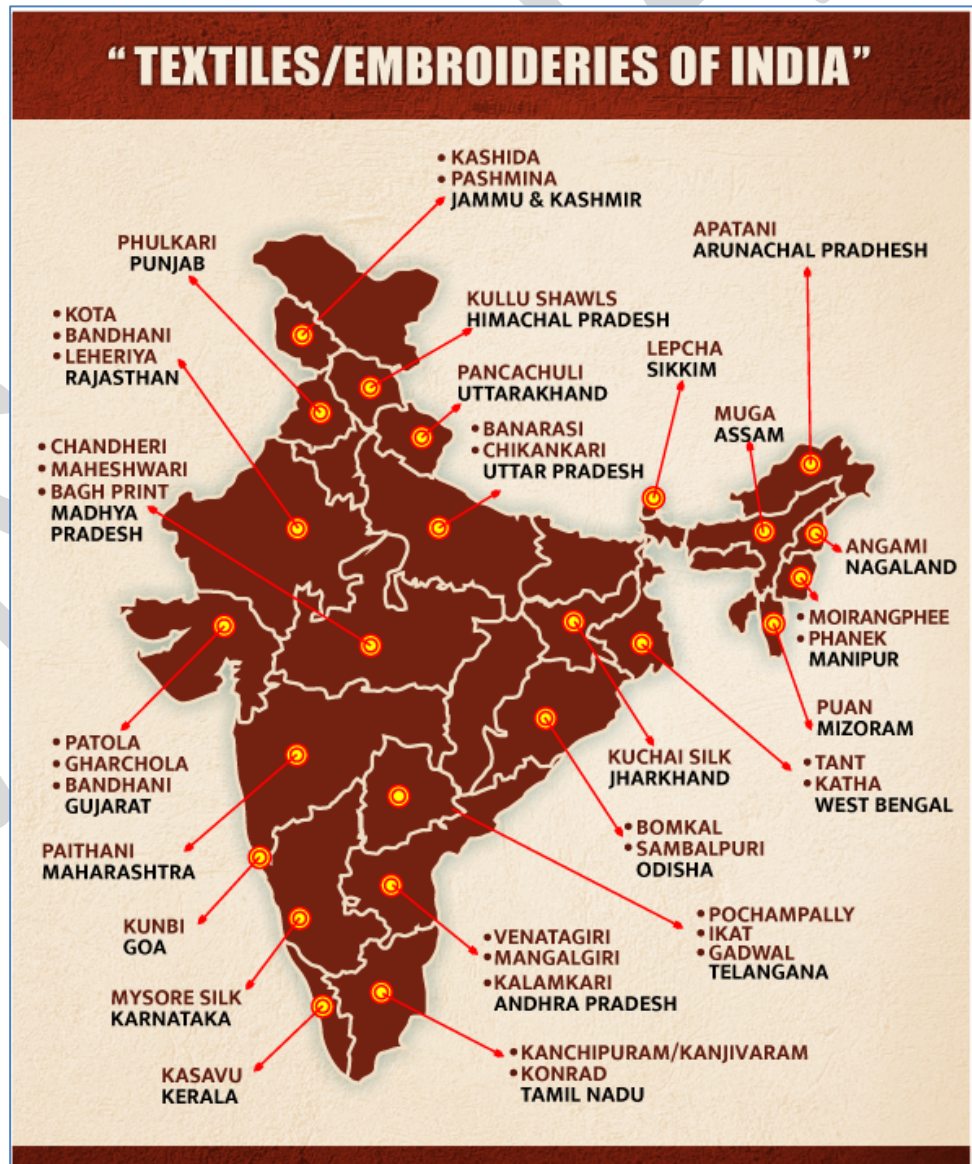 “ TEXTILES/EMBROIDERIES OF INDIA”
• KASHIDA
• PASHMINA
JAMMU & KASHMIR
PHULKARI
PUNJAB
APATANI
ARUNACHAL PRADHESH
• KOTA
• BANDHANI
• LEHERIYA
RAJASTHAN
KULLU SHAWLS
HIMACHAL PRADESH
LEPCHA
SIKKIM
PANCACHULI
UTTARAKHAND
MUGA
ASSAM
• BANARASI
• CHIKANKARI
UTTAR PRADESH
• CHANDHERI
• MAHESHWARI
• BAGH PRINT
MADHYA
PRADESH
ANGAMI
NAGALAND
• MOIRANGPHEE
• PHANEK
MANIPUR
PUAN
MIZORAM
• PATOLA
• GHARCHOLA
• BANDHANI
GUJARAT
KUCHAI SILK
JHARKHAND
• TANT
• KATHA
WEST BENGAL
• BOMKAL
• SAMBALPURI
ODISHA
PAITHANI
MAHARASHTRA
KUNBI
GOA
• POCHAMPALLY
• IKAT
• GADWAL
TELANGANA
• VENATAGIRI
• MANGALGIRI
• KALAMKARI
ANDHRA PRADESH
MYSORE SILK
KARNATAKA
KASAVU
KERALA
• KANCHIPURAM/KANJIVARAM
• KONRAD
TAMIL NADU